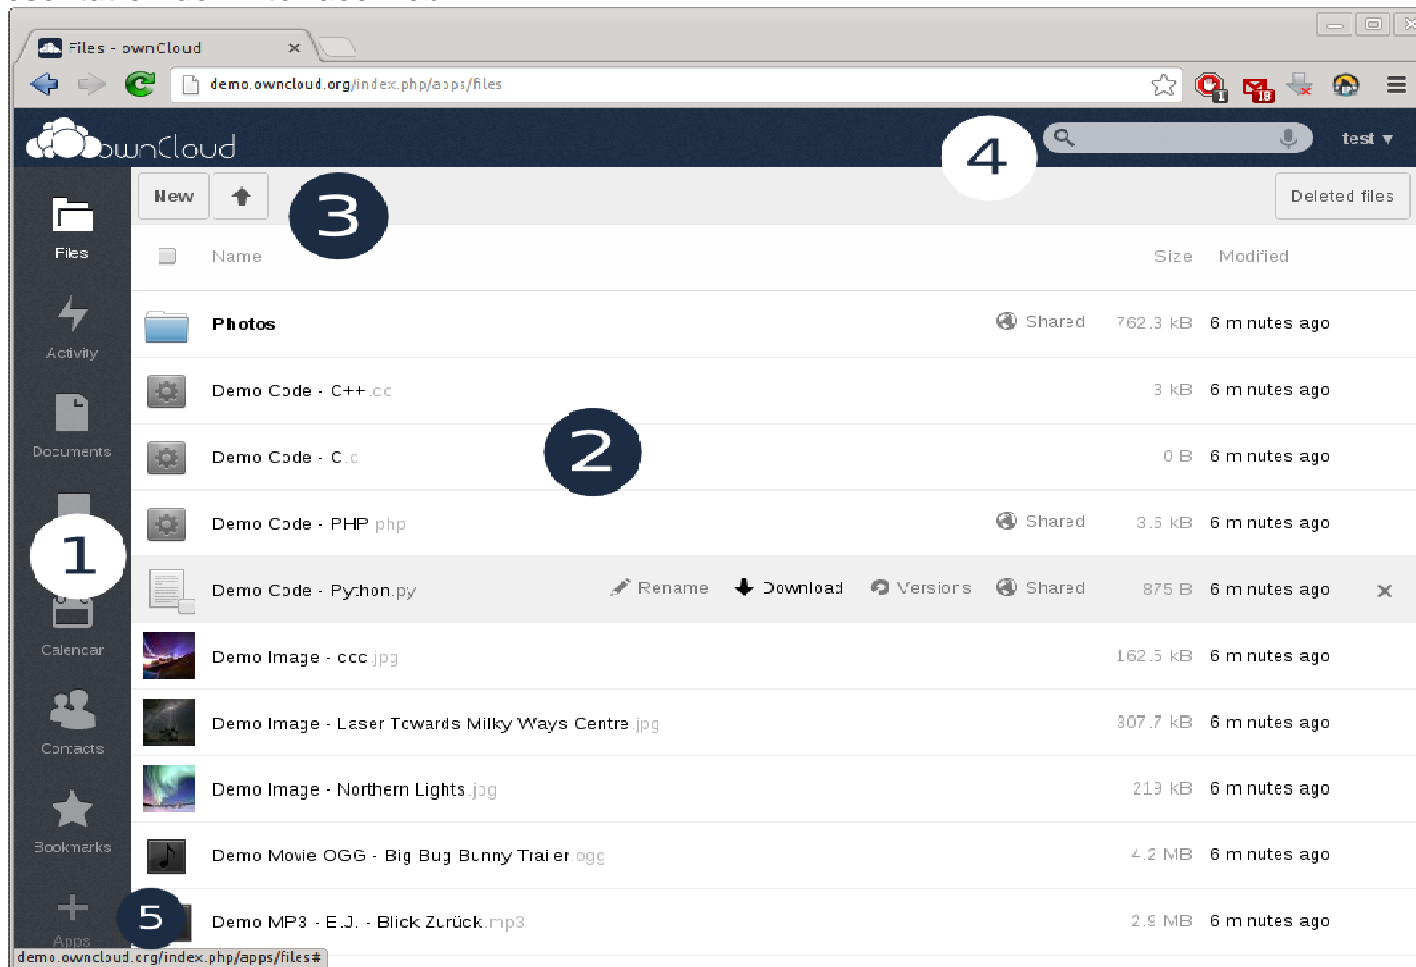 Files - ownCloud
demo.owncloud.org/index.php/apps/files
1
18
ownCloud
4
test
New
3
Deleted files
Files
Name
Size
Modified
Photos
Shared
762.3 kB
6 minutes ago
Activity
Demo Code - C++.cc
3 kB
6 minutes ago
Documents
Demo Code - C.c
2
0 B
6 minutes ago
Demo Code - PHP.php
Shared
3.6 kB
6 minutes ago
1
Demo Code - Python.py
Rename
Download
Versions
Shared
875 B
6 minutes ago
Calendar
Demo Image - ccc.jpg
162.5 kB
6 minutes ago
Contacts
Demo Image - Laser Towards Milky Ways Centre.jpg
307.7 kB
6 minutes ago
Demo Image - Northern Lights.jpg
219 kB
6 minutes ago
Bookmarks
Demo Movie OGG - Big Bug Bunny Trailer.ogg
4.2 MB
6 minutes ago
5
Demo MP3 - E.J. - Blick Zurück.mp3
2.9 MB
6 minutes ago
Apps
demo.owncloud.org/index.php/apps/files#